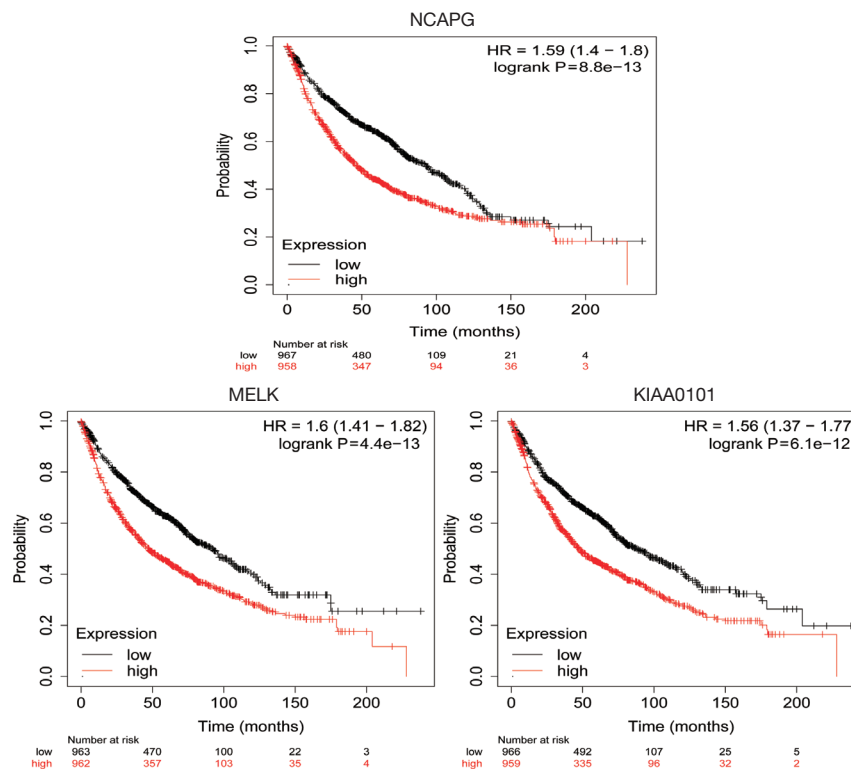 NCAPG
HR = 1.59 (1.4 − 1.8)
logrank P=8.8e−13
Probability
1.0
0.8
0.6
0.4
0.2
0.0
Expression
low
high
0 50 100 150 200
Time (months)
Number at risk
low 967 480 109 21 4
high 958 347 94 36 3
MELK
HR = 1.6 (1.41 − 1.82)
logrank P=4.4e−13
Probability
1.0
0.8
0.6
0.4
0.2
0.0
Expression
low
high
0 50 100 150 200
Time (months)
Number at risk
low 963 470 100 22 3
high 962 357 103 35 4
KIAA0101
HR = 1.56 (1.37 − 1.77
logrank P=6.1e−12
Probability
1.0
0.8
0.6
0.4
0.2
0.0
Expression
low
high
0 50 100 150 200
Time (months)
Number at risk
low 966 492 107 25 5
high 959 335 96 32 2